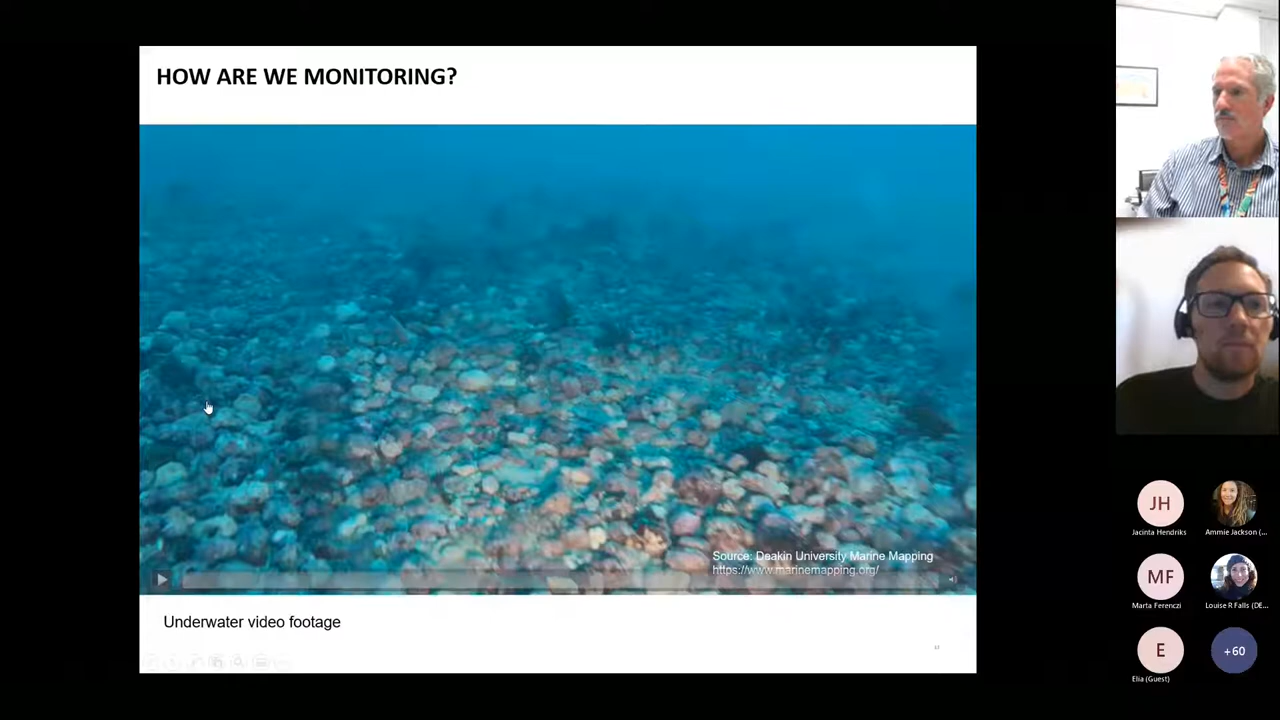 HOW ARE WE MONITORING?
Source: Deakin University Marine Mapping
https://www.marinemapping.org/
Underwater video footage
JH
Jacinta Hendriks
Ammie Jackson (...
MF
Marta Ferenczi
Louise R Falls (DE...
E
+60
Elia (Guest)